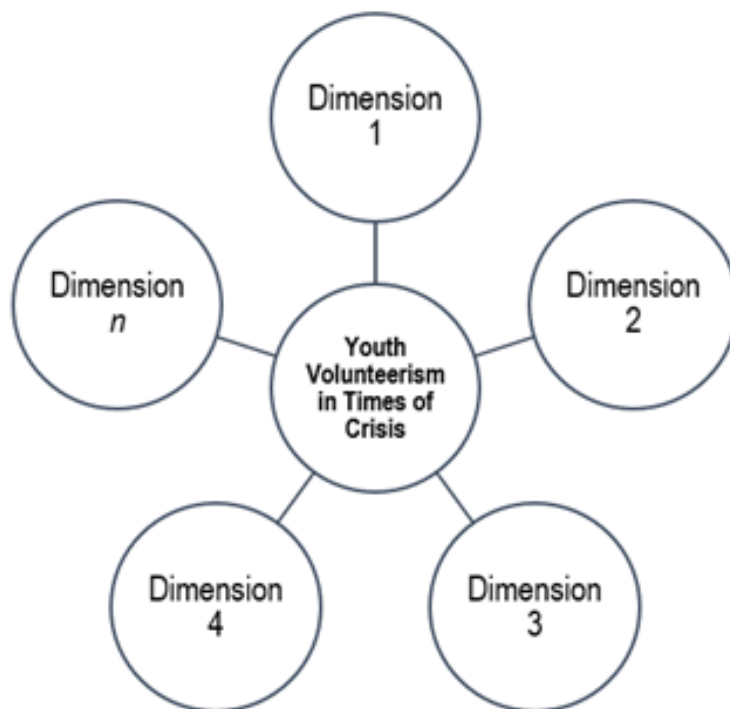 Dimension
1
Dimension
n
Dimension
2
Youth
Volunteerism
in Times of
Crisis
Dimension
4
Dimension
3